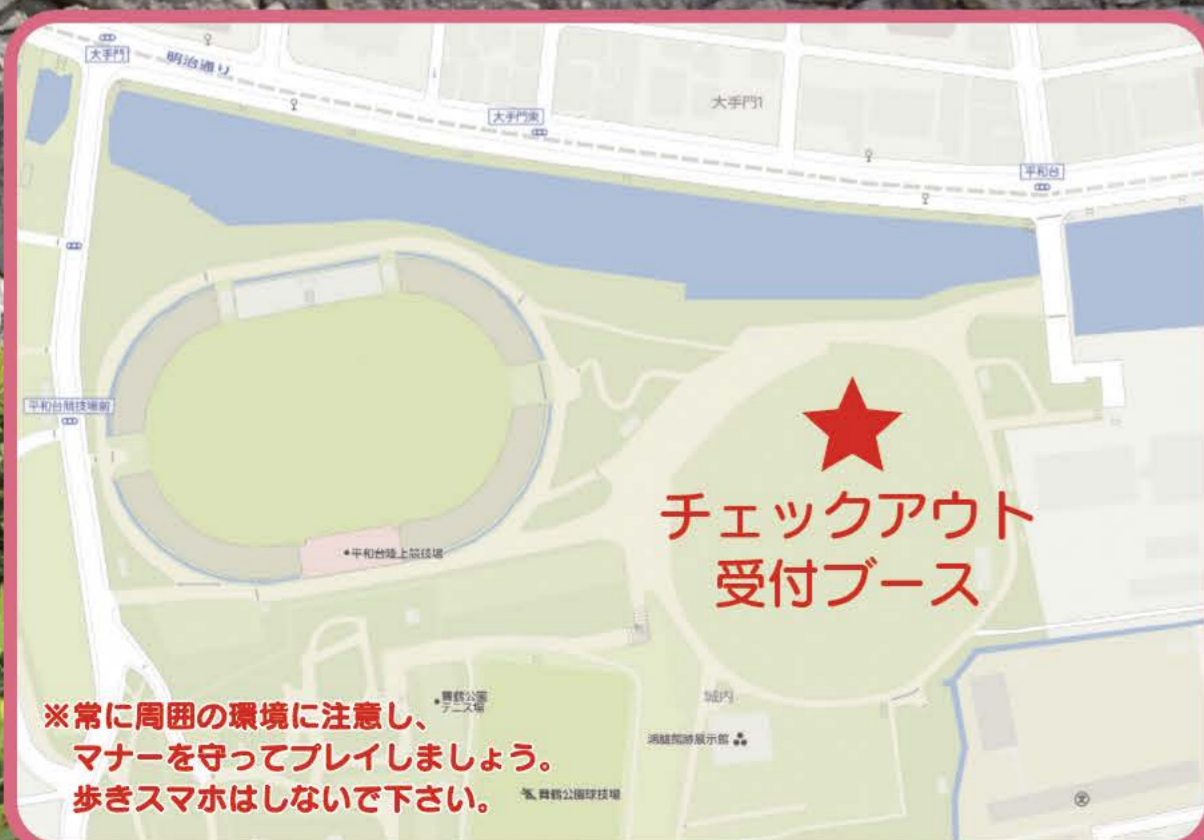 大手門
明治通り
大手門東
大手門1
平和台
平和台競技場前
チェックアウト
受付ブース
•平和台陸上競技場
舞鶴公園
テニス場
城内
鴻臚館跡展示館
舞鶴公園球技場
※常に周囲の環境に注意し、
マナーを守ってプレイしましょう。
歩きスマホはしないで下さい。